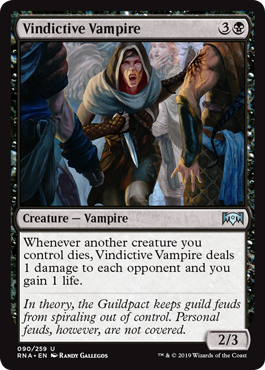 Vindictive Vampire 3
Creature — Vampire
Whenever another creature you
control dies, Vindictive Vampire deals
1 damage to each opponent and you
gain 1 life.
In theory, the Guildpact keeps guild feuds
from spiraling out of control. Personal
feuds, however, are not covered.
2/3
090/259 U
RNA • EN RANDY GALLEGOS
™ & © 2019 Wizards of the Coast